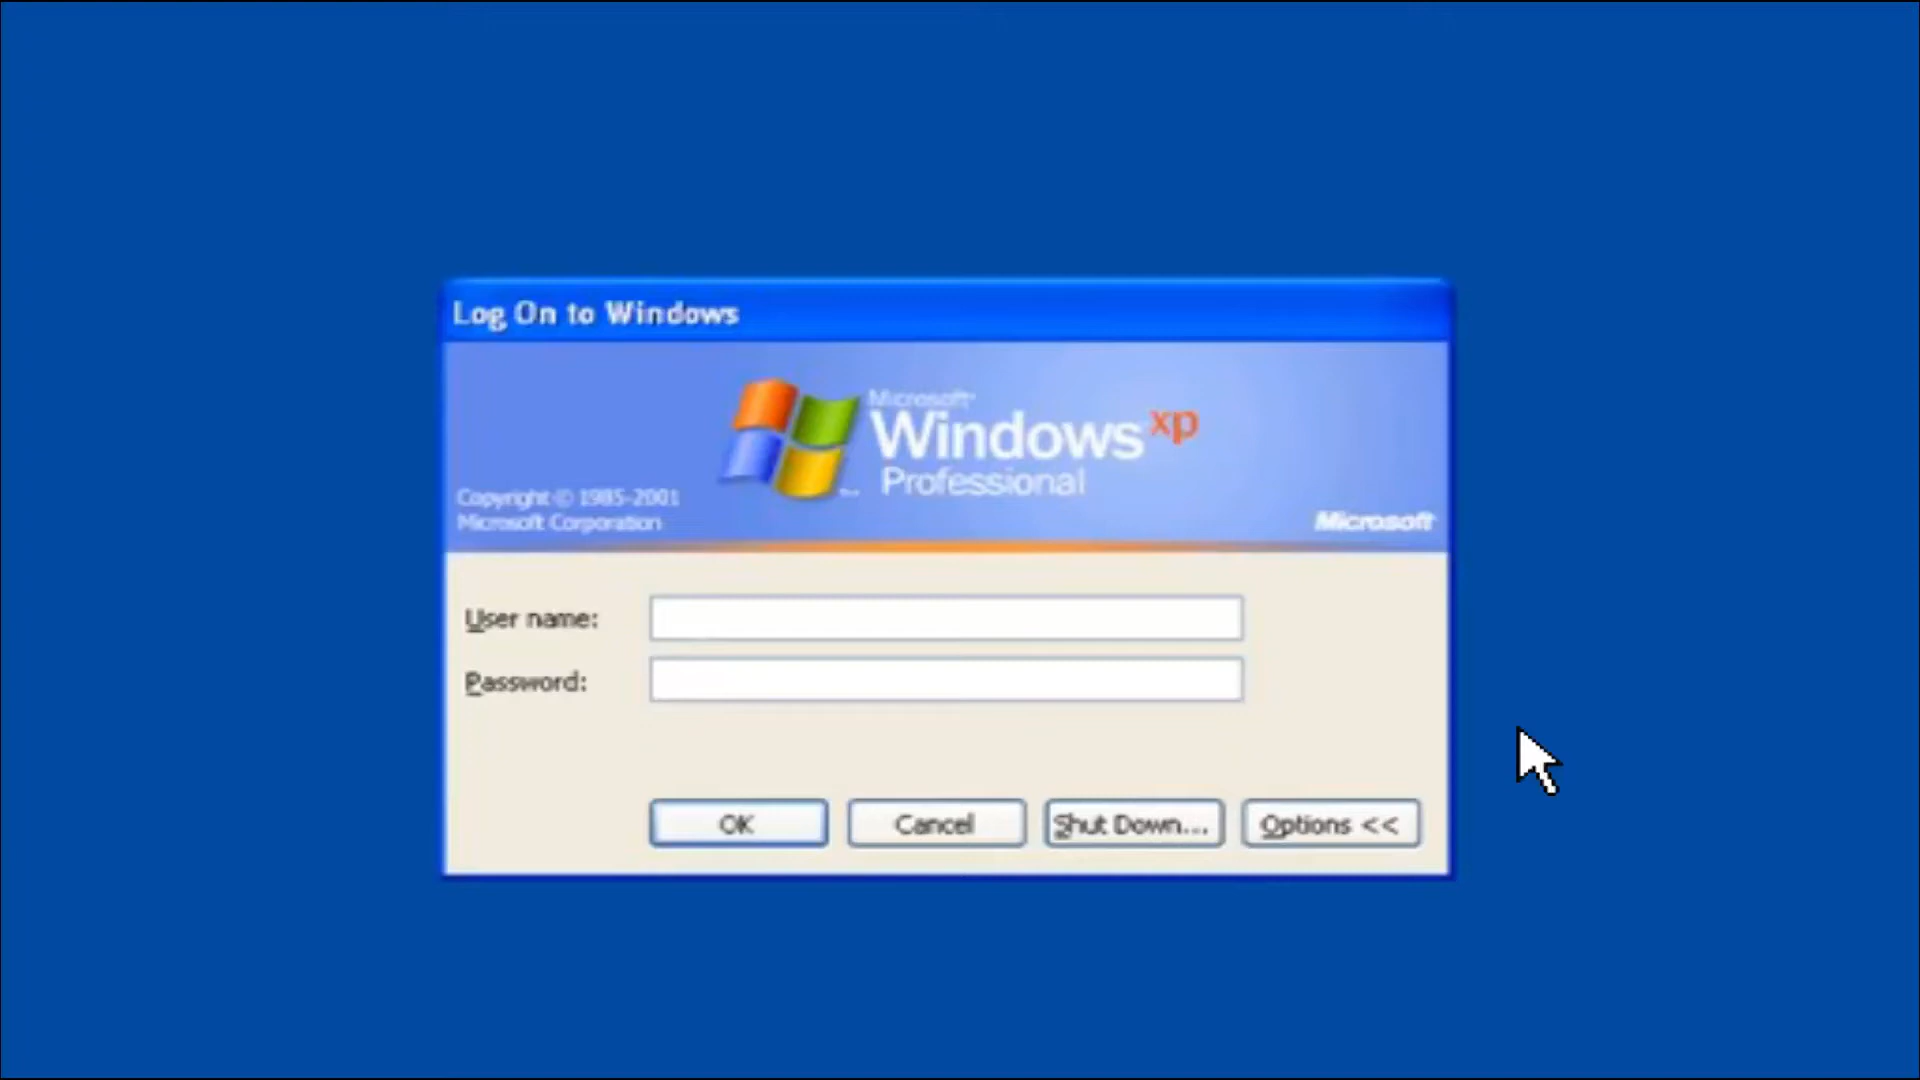 Log On to Windows
Microsoft®
Windows xp
Professional
Copyright © 1985-2001
Microsoft Corporation
Microsoft
User name:
Password:
OK
Cancel
Shut Down...
Options <<